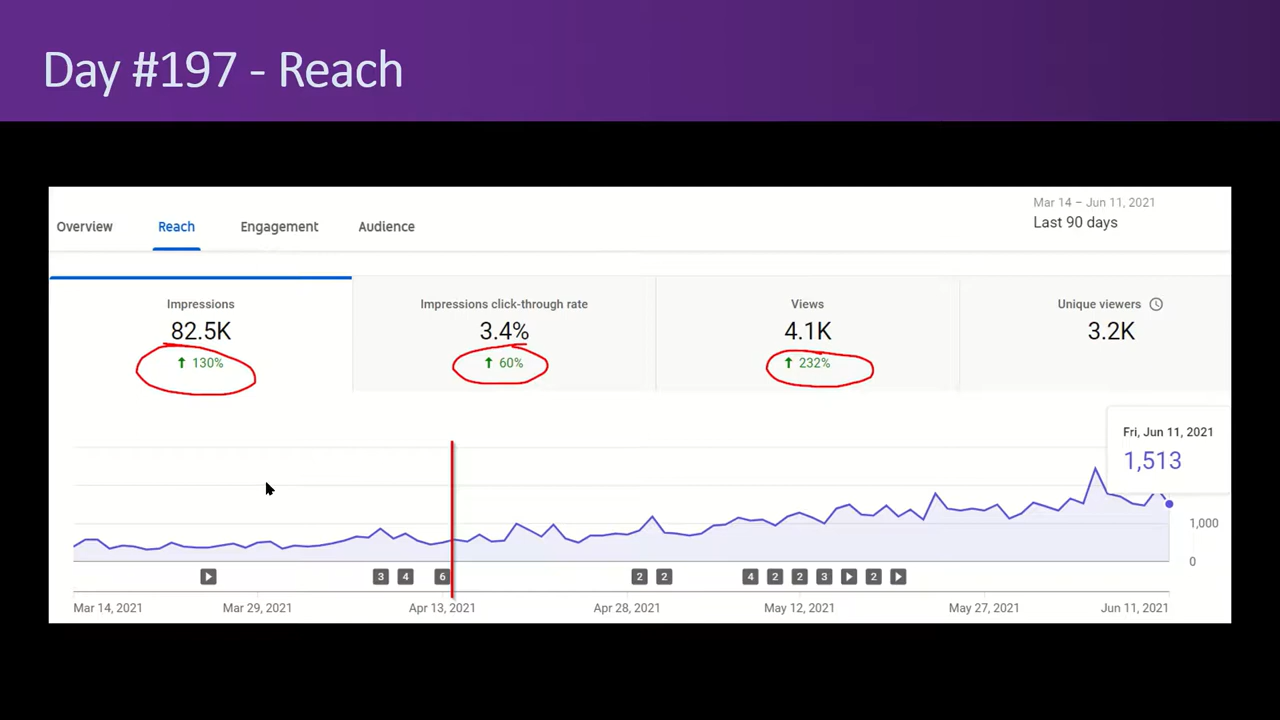 Day #197 - Reach
Mar 14 – Jun 11, 2021
Overview Reach Engagement Audience Last 90 days
Impressions Impressions click-through rate Views Unique viewers
82.5K 3.4% 4.1K 3.2K
130% 60% 232%
Fri, Jun 11, 2021
1,513
1,000
0
3 4 6 2 2 4 2 2 3 2
Mar 14, 2021 Mar 29, 2021 Apr 13, 2021 Apr 28, 2021 May 12, 2021 May 27, 2021 Jun 11, 2021